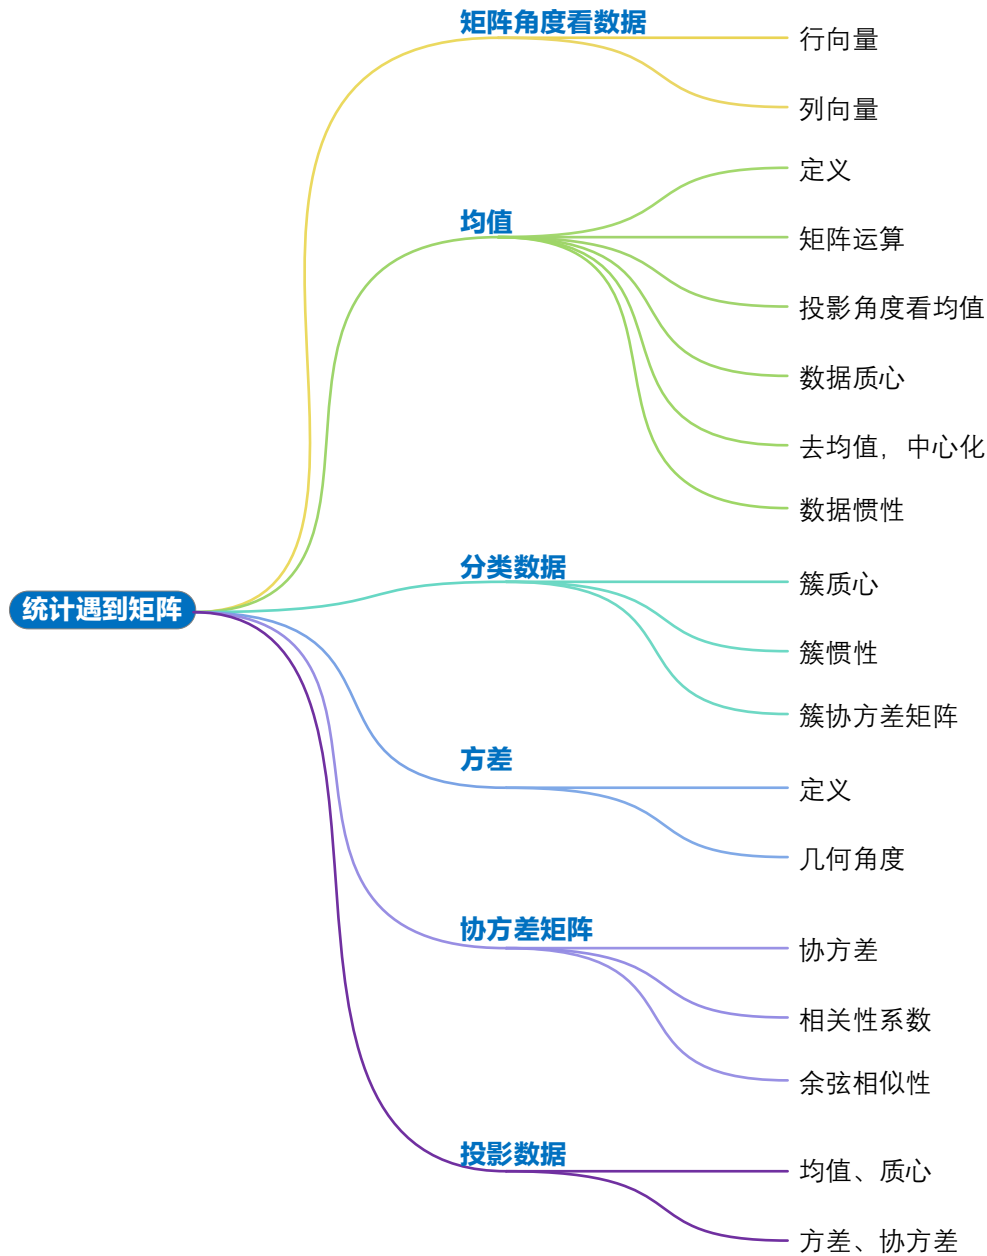 统计遇到矩阵
矩阵角度看数据
行向量
列向量
均值
定义
矩阵运算
投影角度看均值
数据质心
去均值，中心化
数据惯性
分类数据
簇质心
簇惯性
簇协方差矩阵
方差
定义
几何角度
协方差矩阵
协方差
相关性系数
余弦相似性
投影数据
均值、质心
方差、协方差